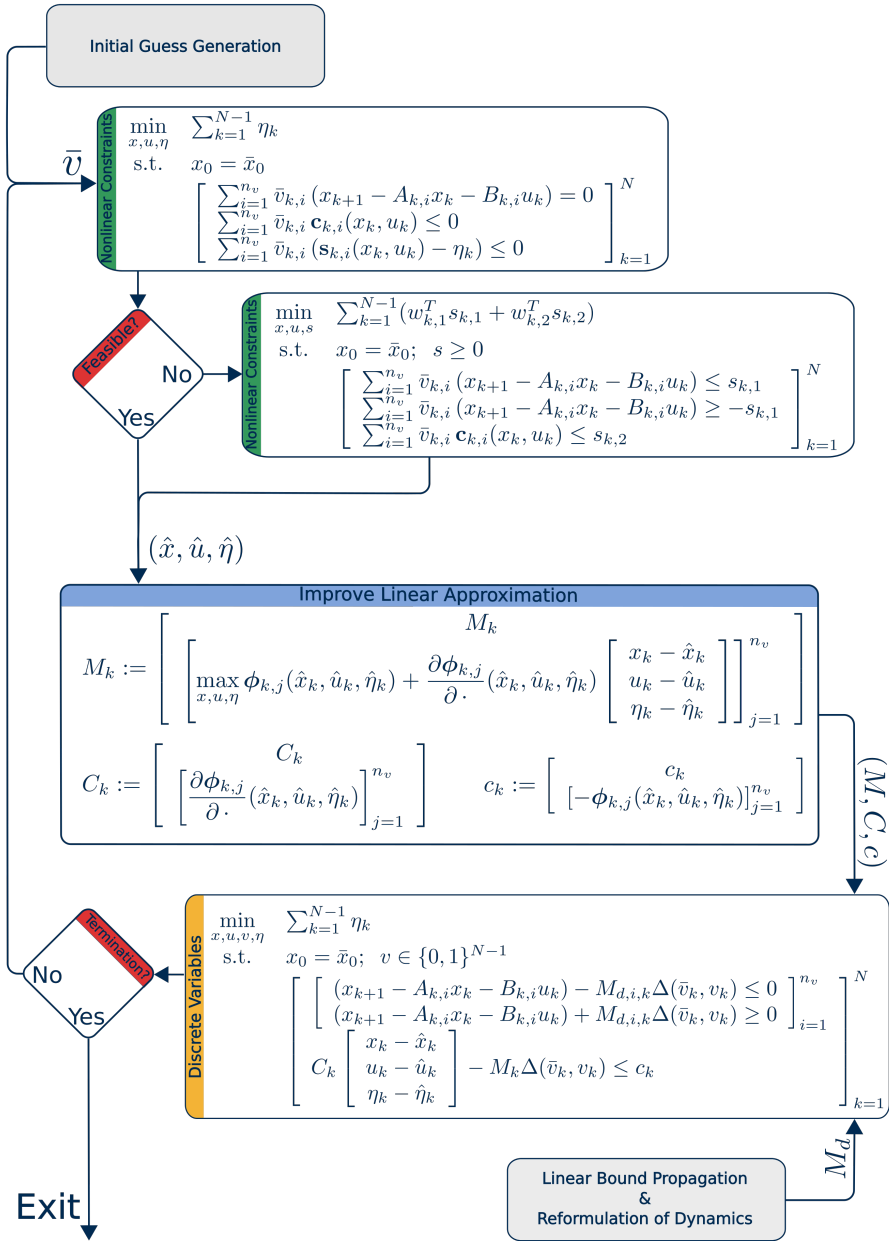 Initial Guess Generation
v̄
Nonlinear Constraints
min x,u,η ∑_{k=1}^{N−1} η_k
s.t. x_0 = x̄_0
[ ∑_{i=1}^{n_v} v̄_{k,i} (x_{k+1} − A_{k,i}x_k − B_{k,i}u_k) = 0
∑_{i=1}^{n_v} v̄_{k,i} c_{k,i}(x_k, u_k) ≤ 0
∑_{i=1}^{n_v} v̄_{k,i} (s_{k,i}(x_k, u_k) − η_k) ≤ 0 ]_{k=1}^{N}
Feasible?
No
Yes
Nonlinear Constraints
min x,u,s ∑_{k=1}^{N−1}(w_{k,1}^T s_{k,1} + w_{k,2}^T s_{k,2})
s.t. x_0 = x̄_0; s ≥ 0
[ ∑_{i=1}^{n_v} v̄_{k,i} (x_{k+1} − A_{k,i}x_k − B_{k,i}u_k) ≤ s_{k,1}
∑_{i=1}^{n_v} v̄_{k,i} (x_{k+1} − A_{k,i}x_k − B_{k,i}u_k) ≥ −s_{k,1}
∑_{i=1}^{n_v} v̄_{k,i} c_{k,i}(x_k, u_k) ≤ s_{k,2} ]_{k=1}^{N}
(x̂, û, η̂)
Improve Linear Approximation
M_k := [ M_k
[ max x,u,η ϕ_{k,j}(x̂_k, û_k, η̂_k) + ∂ϕ_{k,j}/∂· (x̂_k, û_k, η̂_k) [ x_k − x̂_k
u_k − û_k
η_k − η̂_k ] ]_{j=1}^{n_v} ]
C_k := [ C_k
[ ∂ϕ_{k,j}/∂· (x̂_k, û_k, η̂_k) ]_{j=1}^{n_v} ]
c_k := [ c_k
[−ϕ_{k,j}(x̂_k, û_k, η̂_k)]_{j=1}^{n_v} ]
(M, C, c)
Discrete Variables
min x,u,v,η ∑_{k=1}^{N−1} η_k
s.t. x_0 = x̄_0; v ∈ {0, 1}^{N−1}
[ [ (x_{k+1} − A_{k,i}x_k − B_{k,i}u_k) − M_{d,i,k}Δ(v̄_k, v_k) ≤ 0
(x_{k+1} − A_{k,i}x_k − B_{k,i}u_k) + M_{d,i,k}Δ(v̄_k, v_k) ≥ 0 ]_{i=1}^{n_v}
C_k [ x_k − x̂_k
u_k − û_k
η_k − η̂_k ] − M_kΔ(v̄_k, v_k) ≤ c_k ]_{k=1}^{N}
Termination?
No
Yes
Exit
M_d
Linear Bound Propagation
&
Reformulation of Dynamics